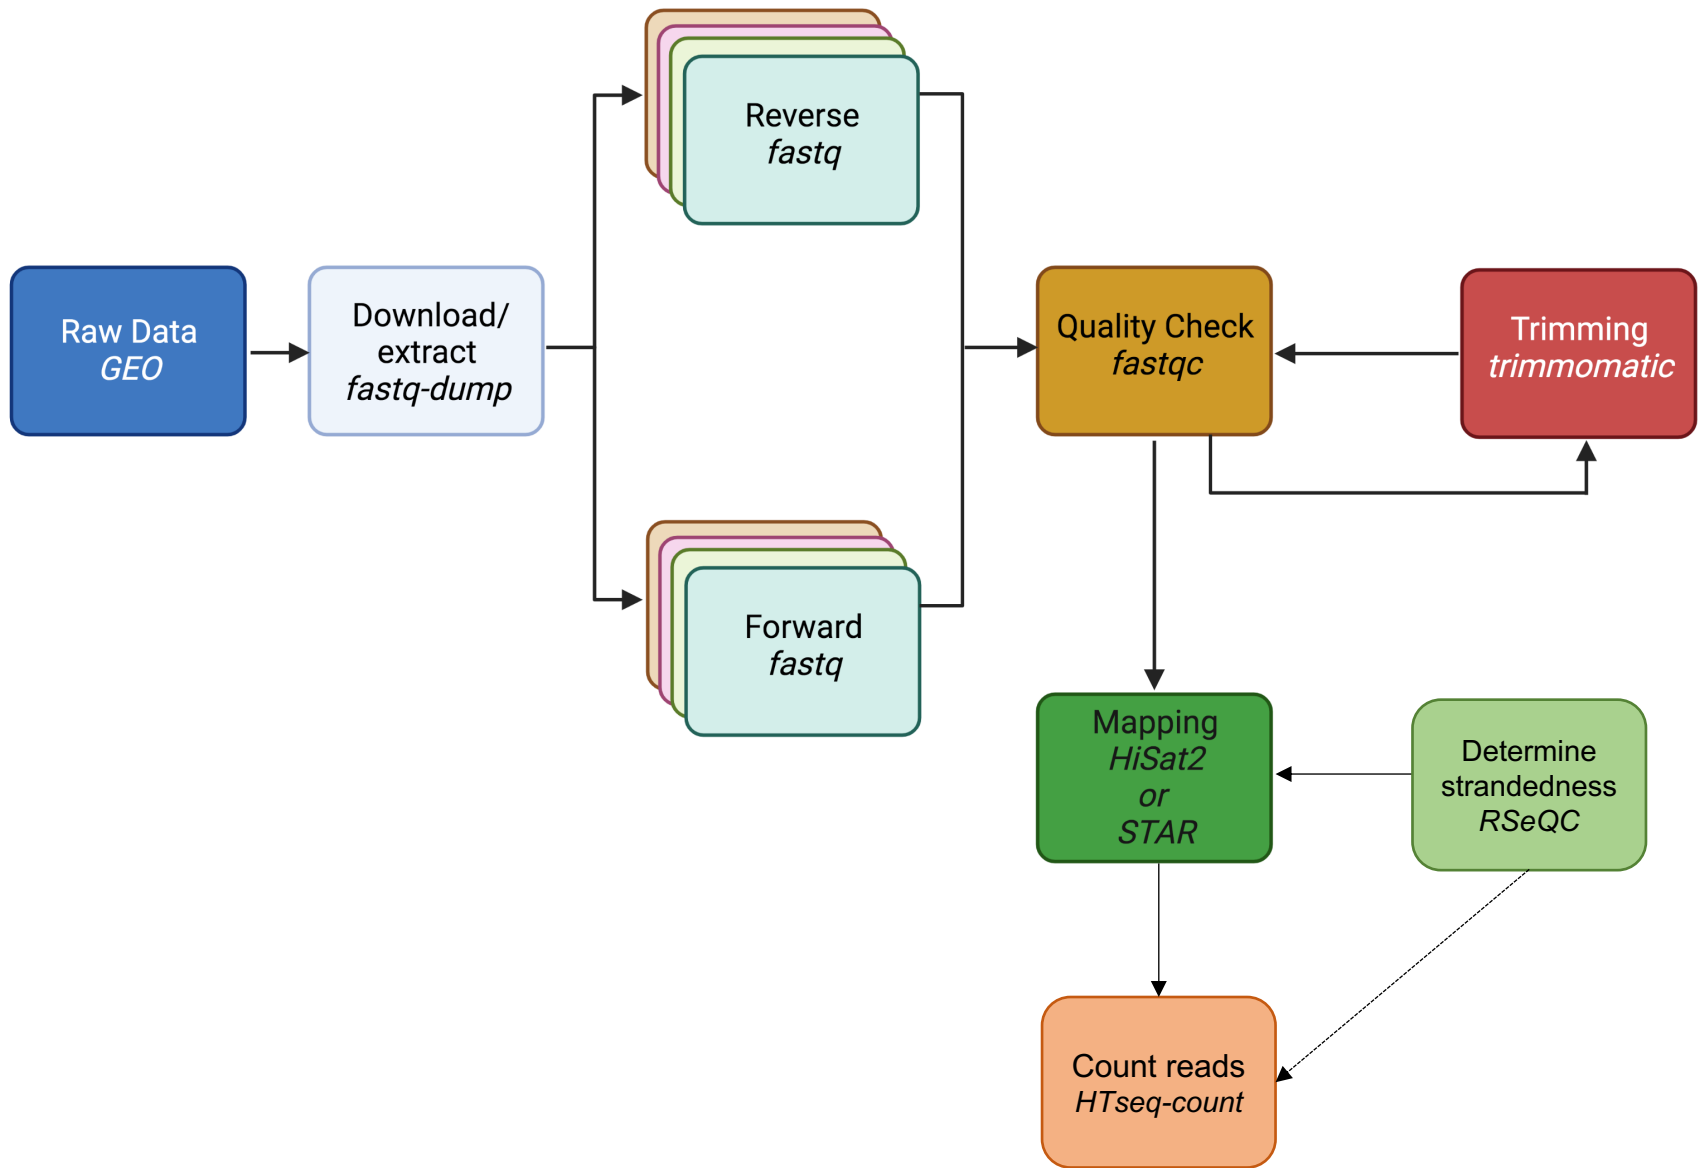 Reverse
fastq
Raw Data
GEO
Download/
extract
fastq-dump
Quality Check
fastqc
Trimming
trimmomatic
Forward
fastq
Mapping
HiSat2
or
STAR
Determine
strandedness
RSeQC
Count reads
HTseq-count